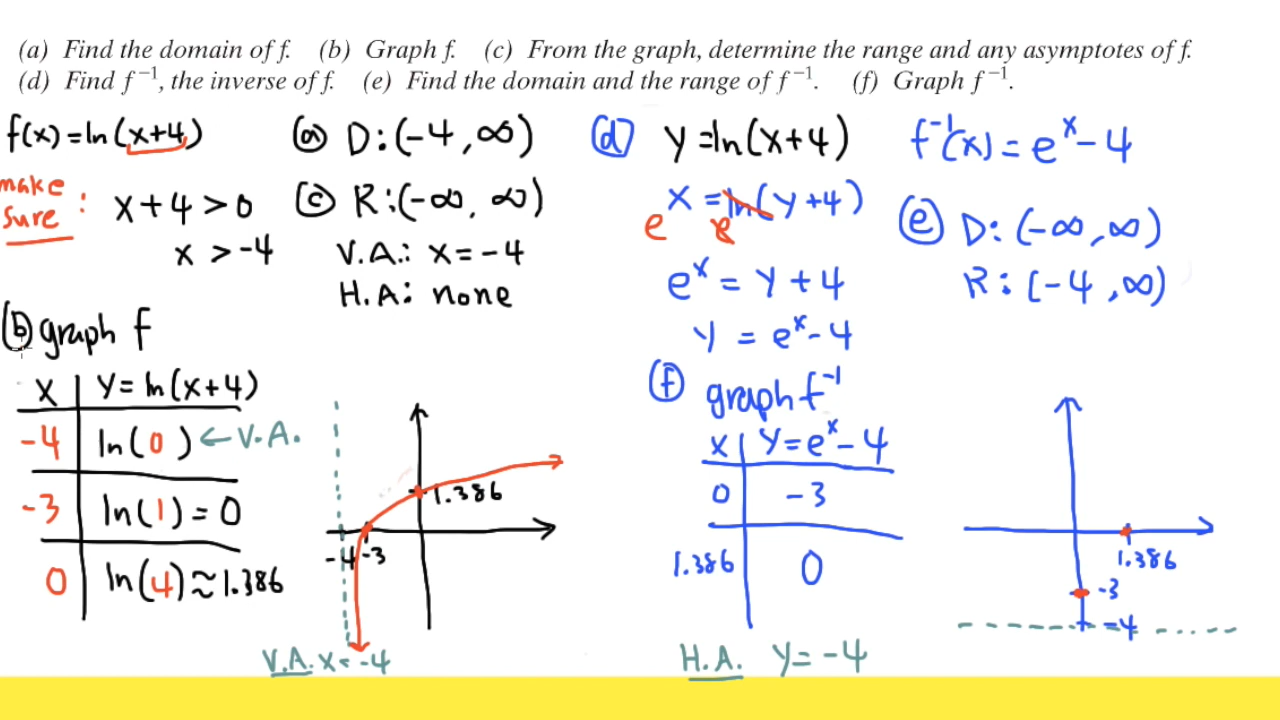 (a) Find the domain of f. (b) Graph f. (c) From the graph, determine the range and any asymptotes of f.
(d) Find f⁻¹, the inverse of f. (e) Find the domain and the range of f⁻¹. (f) Graph f⁻¹.
f(x)=ln(x+4)
make sure:
x+4>0
x>-4
(a) D:(-4,∞)
(c) R:(-∞,∞)
V.A.: x=-4
H.A: none
(b) graph f
x | y=ln(x+4)
-4 | ln(0) ← V.A.
-3 | ln(1)=0
0 | ln(4)≈1.386
1.386
-4 -3
V.A. x=-4
(d) y=ln(x+4)
x=ln(y+4)
e e
eˣ=y+4
y=eˣ-4
f⁻¹(x)=eˣ-4
(e) D:(-∞,∞)
R:(-4,∞)
(f) graph f⁻¹
x | y=eˣ-4
0 | -3
1.386 | 0
H.A. y=-4
1.386
-3
-4